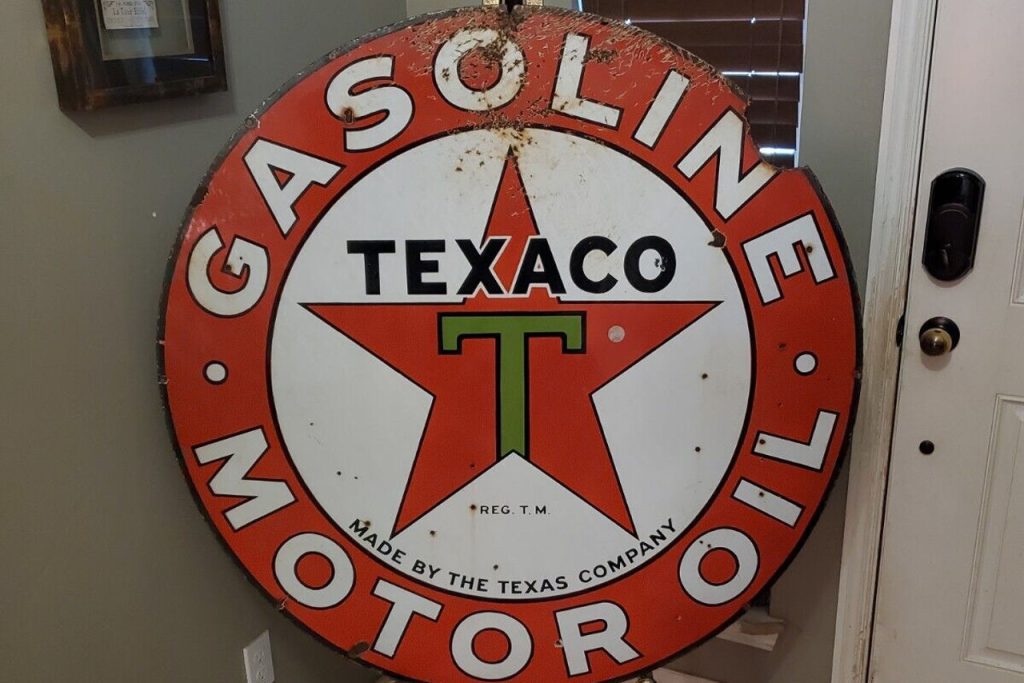 GASOLINE
TEXACO
T
REG. T. M.
MADE BY THE TEXAS COMPANY
· MOTOR OIL ·